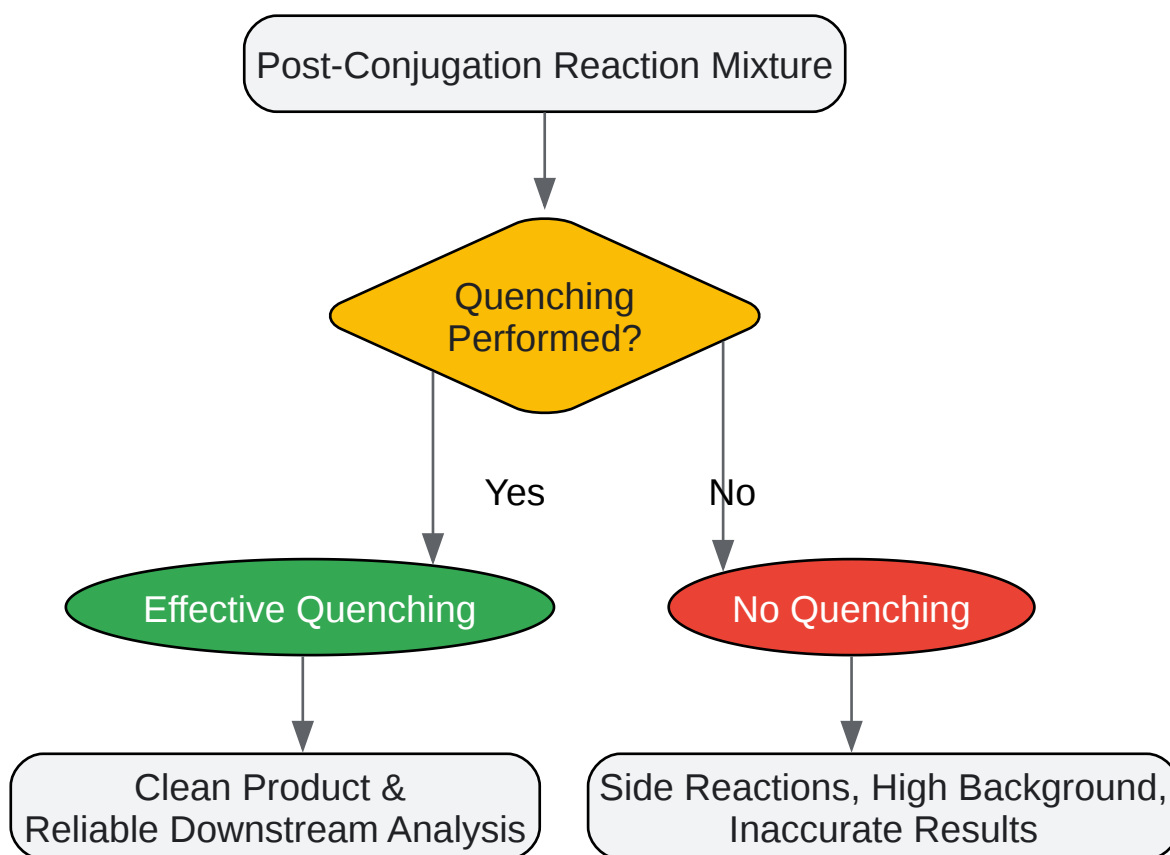 Post-Conjugation Reaction Mixture
Quenching
Performed?
Yes
No
Effective Quenching
No Quenching
Clean Product &
Reliable Downstream Analysis
Side Reactions, High Background,
Inaccurate Results